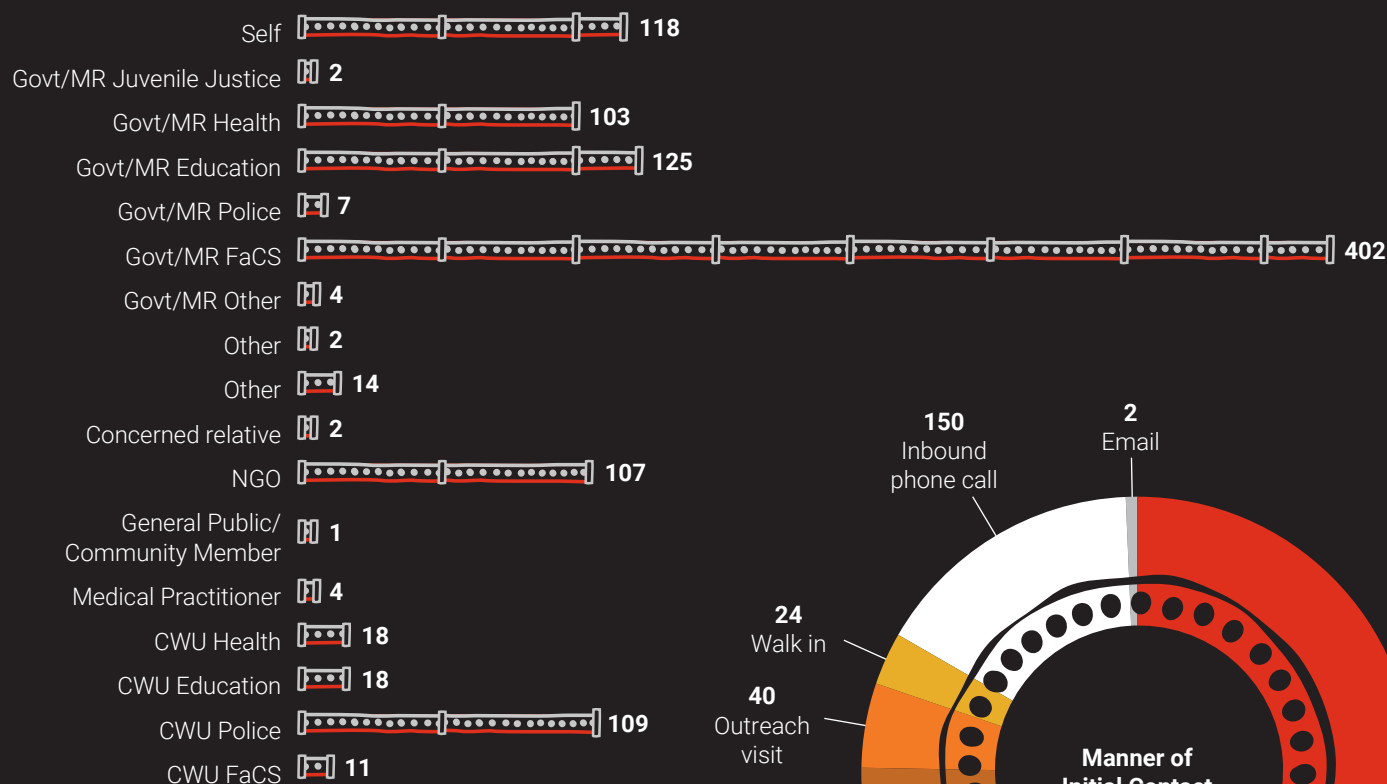 Self 118
Govt/MR Juvenile Justice 2
Govt/MR Health 103
Govt/MR Education 125
Govt/MR Police 7
Govt/MR FaCS 402
Govt/MR Other 4
Other 2
Other 14
Concerned relative 2
NGO 107
General Public/
Community Member 1
Medical Practitioner 4
CWU Health 18
CWU Education 18
CWU Police 109
CWU FaCS 11
150
Inbound
phone call
2
Email
24
Walk in
40
Outreach
visit
Manner of
Initial Contact